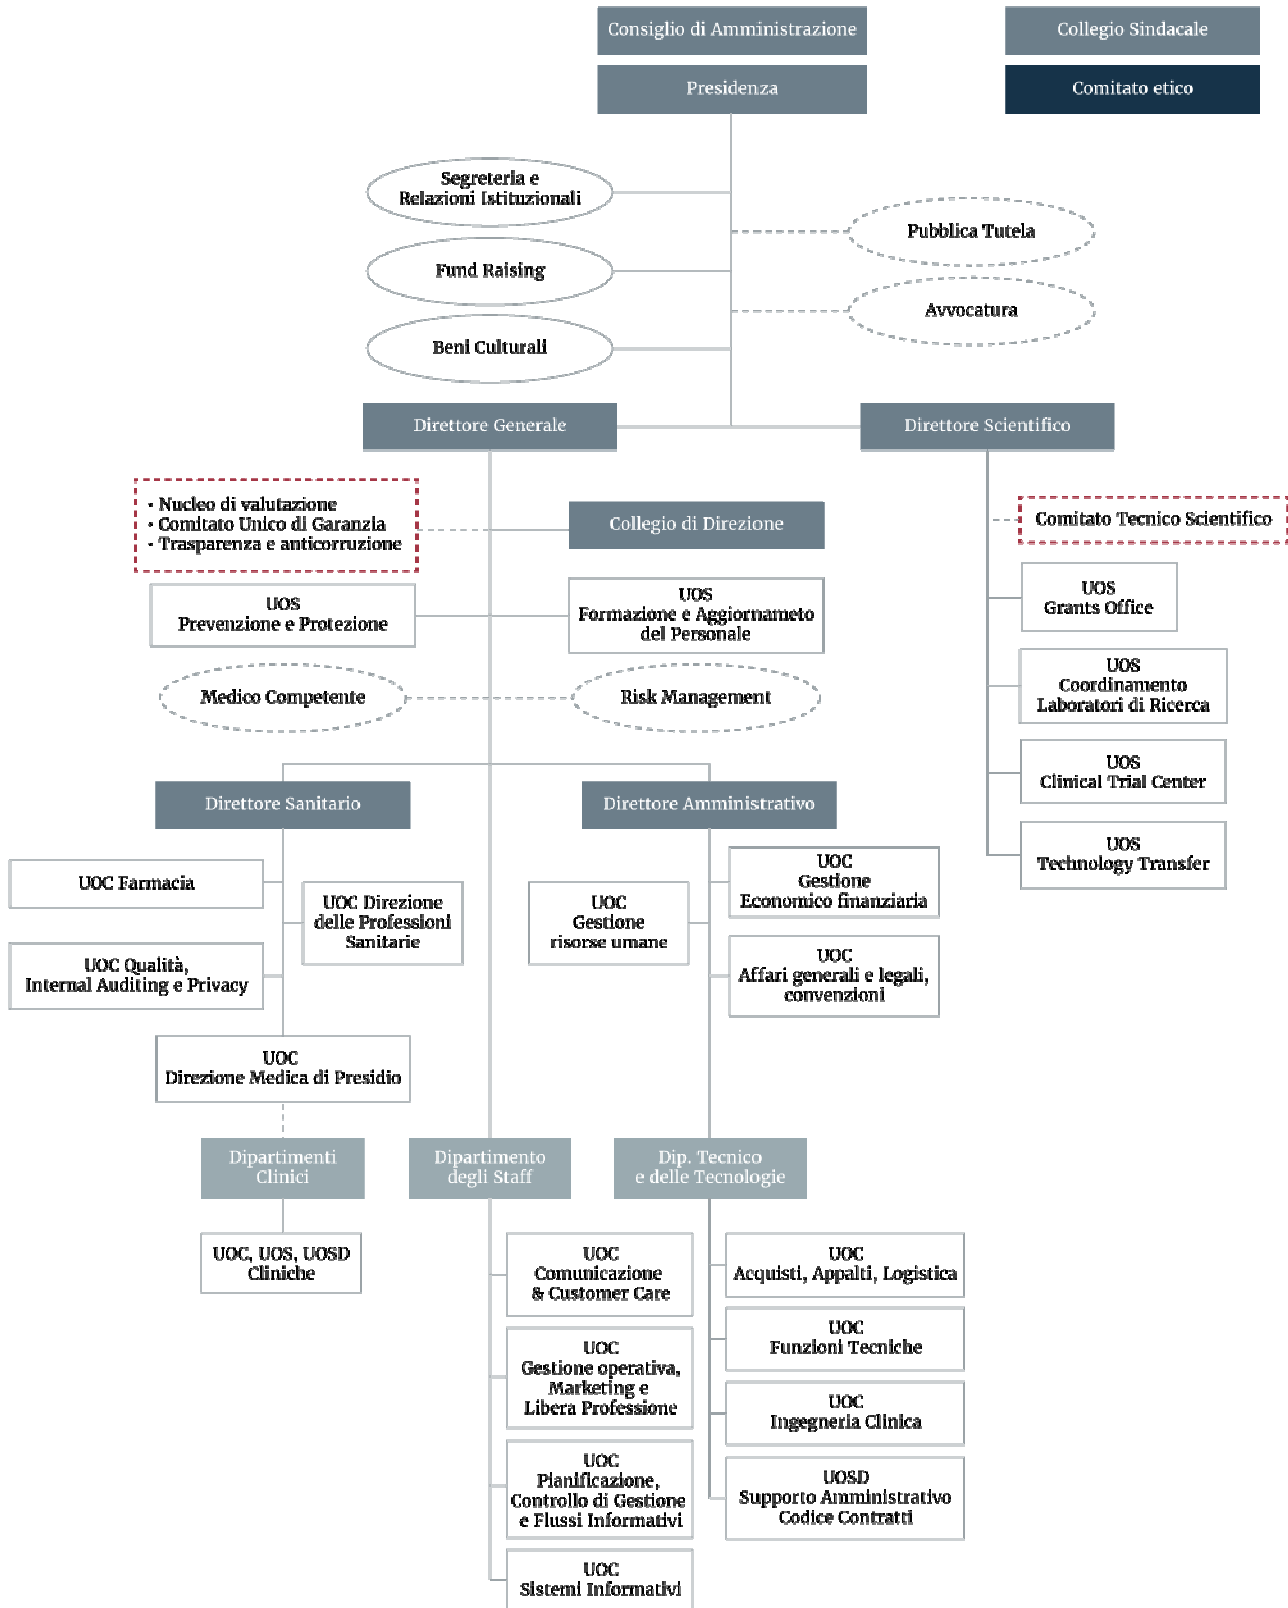 Consiglio di Amministrazione
Collegio Sindacale
Presidenza
Comitato etico
Segreteria e
Relazioni Istituzionali
Pubblica Tutela
Fund Raising
Avvocatura
Beni Culturali
Direttore Generale
Direttore Scientifico
- Nucleo di valutazione
- Comitato Unico di Garanzia
- Trasparenza e anticorruzione
Collegio di Direzione
Comitato Tecnico Scientifico
UOS
Prevenzione e Protezione
UOS
Formazione e Aggiornameto
del Personale
UOS
Grants Office
Medico Competente
Risk Management
UOS
Coordinamento
Laboratori di Ricerca
Direttore Sanitario
Direttore Amministrativo
UOS
Clinical Trial Center
UOS
Technology Transfer
UOC Farmacia
UOC Direzione
delle Professioni
Sanitarie
UOC
Gestione
risorse umane
UOC
Gestione
Economico finanziaria
UOC Qualità,
Internal Auditing e Privacy
UOC
Affari generali e legali,
convenzioni
UOC
Direzione Medica di Presidio
Dipartimenti
Clinici
Dipartimento
degli Staff
Dip. Tecnico
e delle Tecnologie
UOC, UOS, UOSD
Cliniche
UOC
Comunicazione
& Customer Care
UOC
Acquisti, Appalti, Logistica
UOC
Gestione operativa,
Marketing e
Libera Professione
UOC
Funzioni Tecniche
UOC
Ingegneria Clinica
UOC
Pianificazione,
Controllo di Gestione
e Flussi Informativi
UOSD
Supporto Amministrativo
Codice Contratti
UOC
Sistemi Informativi